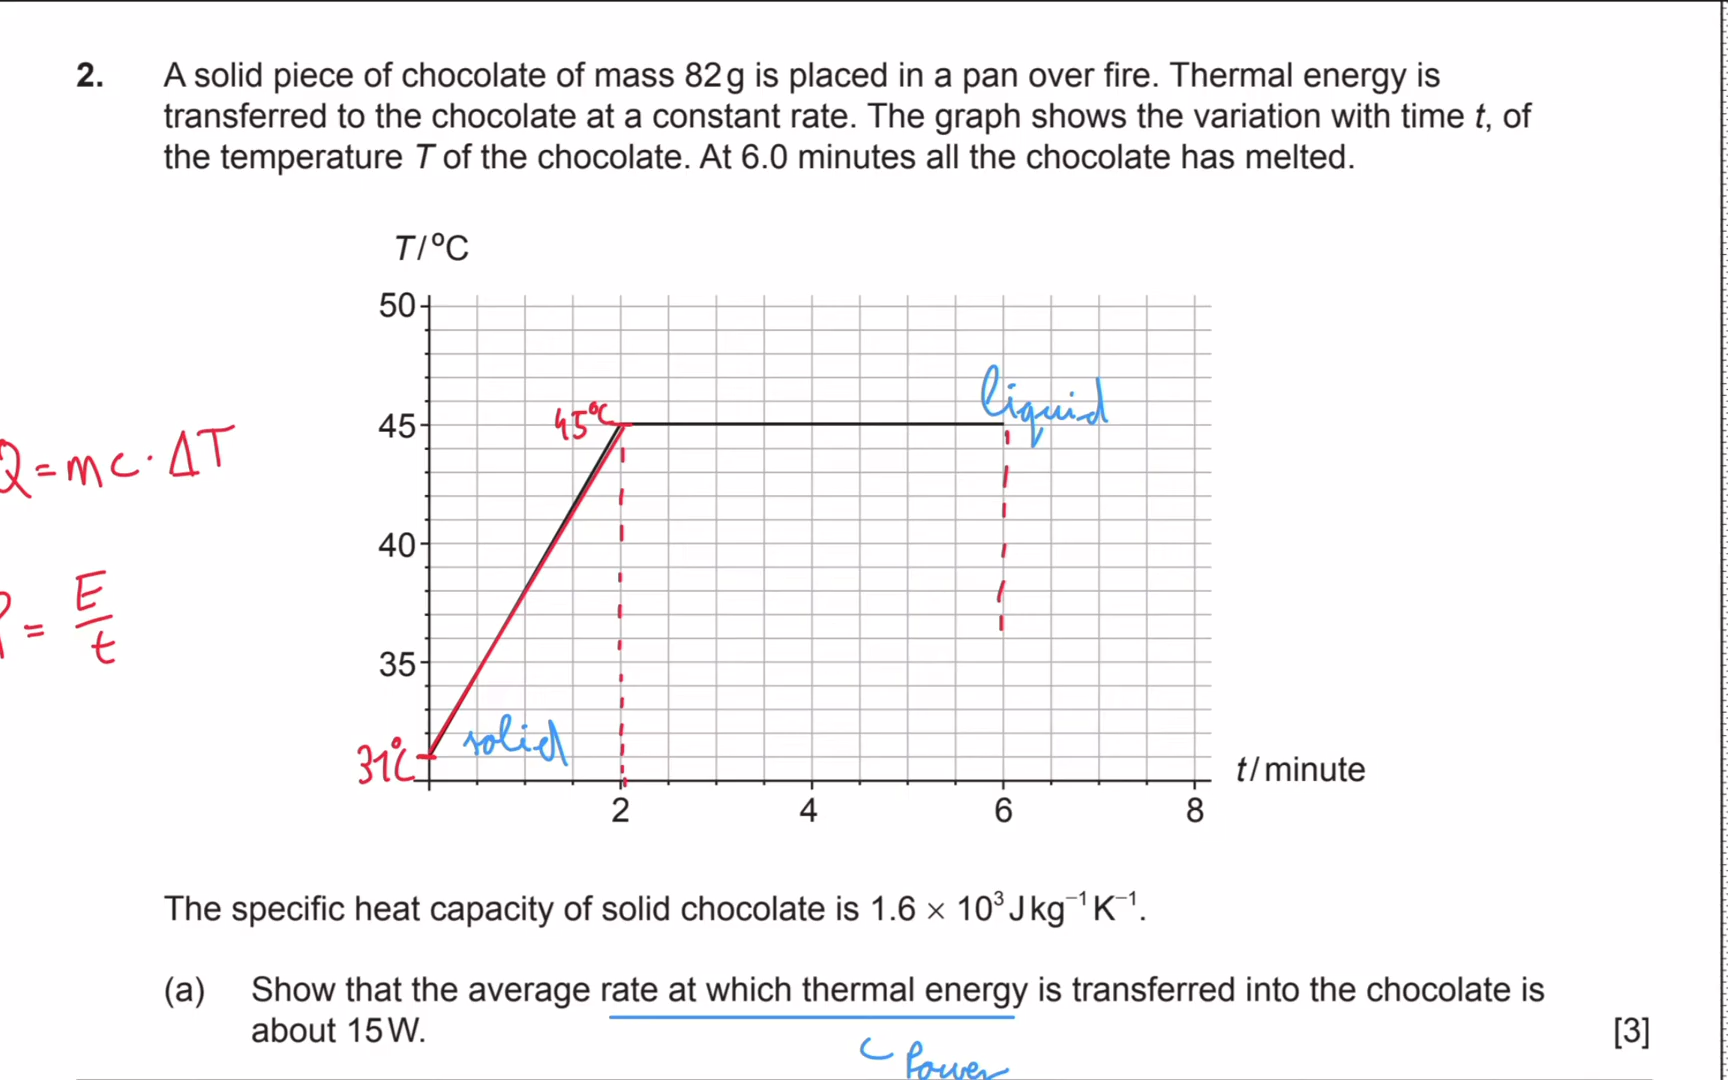 2. A solid piece of chocolate of mass 82 g is placed in a pan over fire. Thermal energy is
transferred to the chocolate at a constant rate. The graph shows the variation with time t, of
the temperature T of the chocolate. At 6.0 minutes all the chocolate has melted.
T/°C
50
liquid
45°C
45
Q = mc · ΔT
40
P = E/t
35
solid
31°C
t/minute
2 4 6 8
The specific heat capacity of solid chocolate is 1.6 × 10³ J kg⁻¹ K⁻¹.
(a) Show that the average rate at which thermal energy is transferred into the chocolate is
about 15 W. [3]
Power